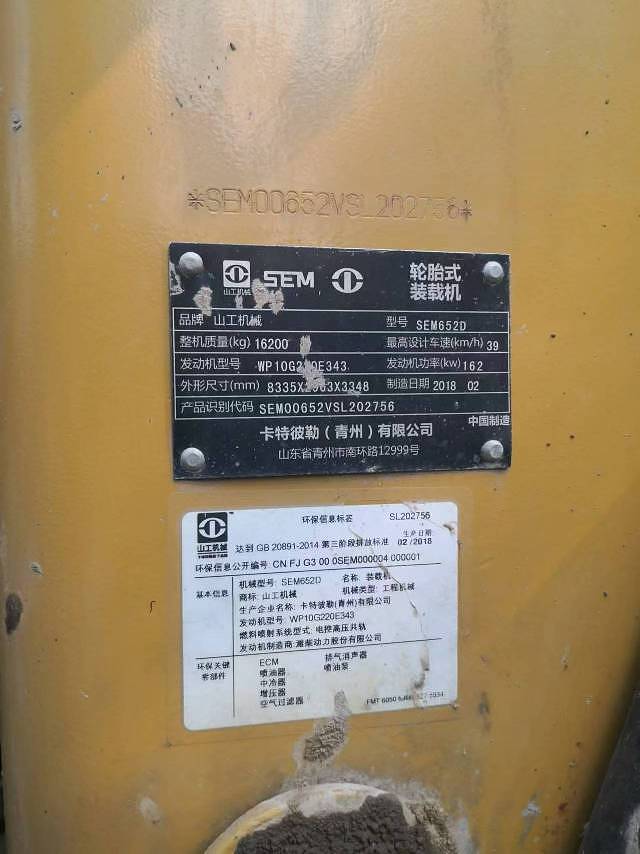 *SEM00652VSL202756*
山工机械 SEM 轮胎式
装载机
品牌 山工机械 型号 SEM652D
整机质量(kg) 16200 最高设计车速(km/h) 39
发动机型号 WP10G220E343 发动机功率(kw) 162
外形尺寸(mm) 制造日期 2018 02
产品识别代码 SEM00652VSL202756
中国制造
卡特彼勒(青州)有限公司
山东省青州市南环路12999号
环保信息标签 SL202756
山工机械
达到 GB 20891-2014 第三阶段排放标准 生产日期 02/2018
环保信息公开编号: CN FJ G3 00 0SEM000004 000001
基本信息
机械型号: SEM652D 名称: 装载机
商标: 山工机械 机械类型: 工程机械
生产企业名称: 卡特彼勒(青州)有限公司
发动机型号: WP10G220E343
燃料喷射系统型式: 电控高压共轨
发动机制造商: 潍柴动力股份有限公司
环保关键
零部件
ECM 排气消声器
喷油器 喷油泵
中冷器
增压器
空气过滤器
FMT 6050